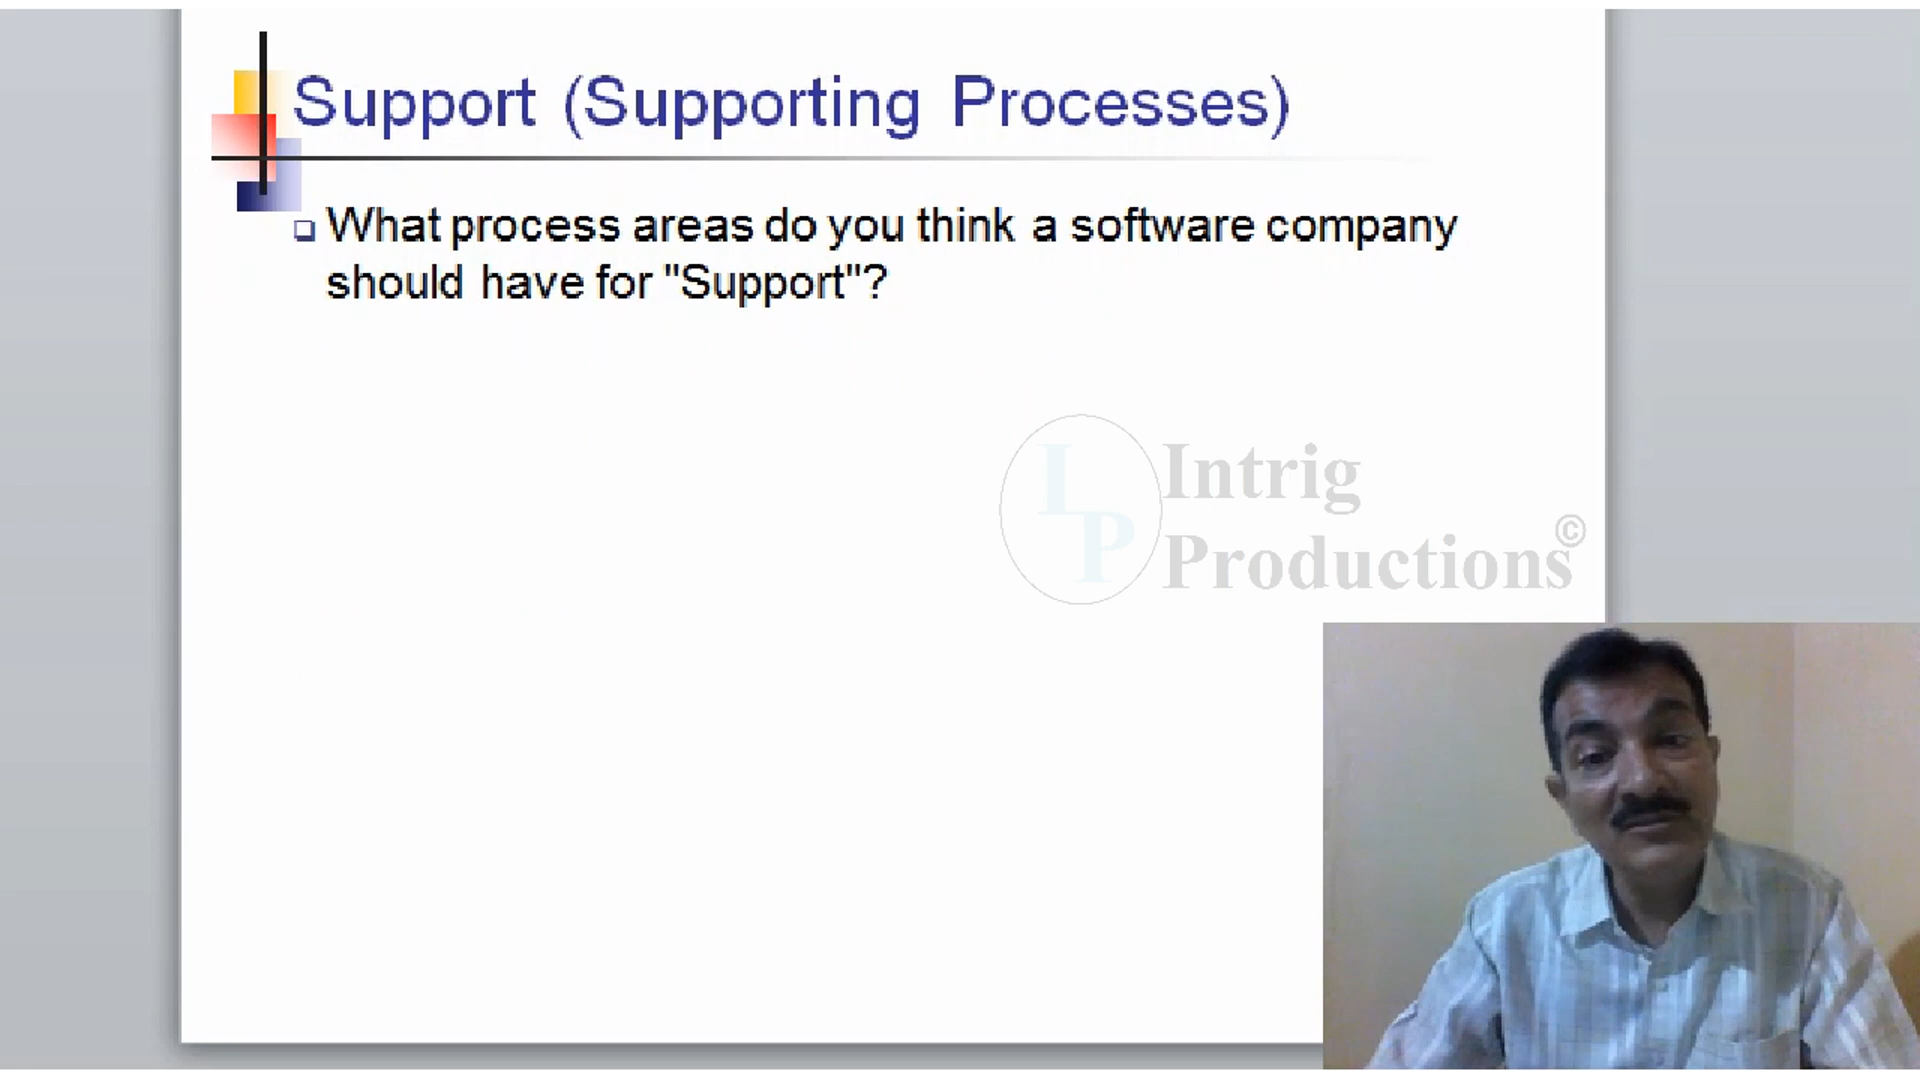 Support (Supporting Processes)
What process areas do you think a software company
should have for "Support"?
I P
Intrig
Productions©